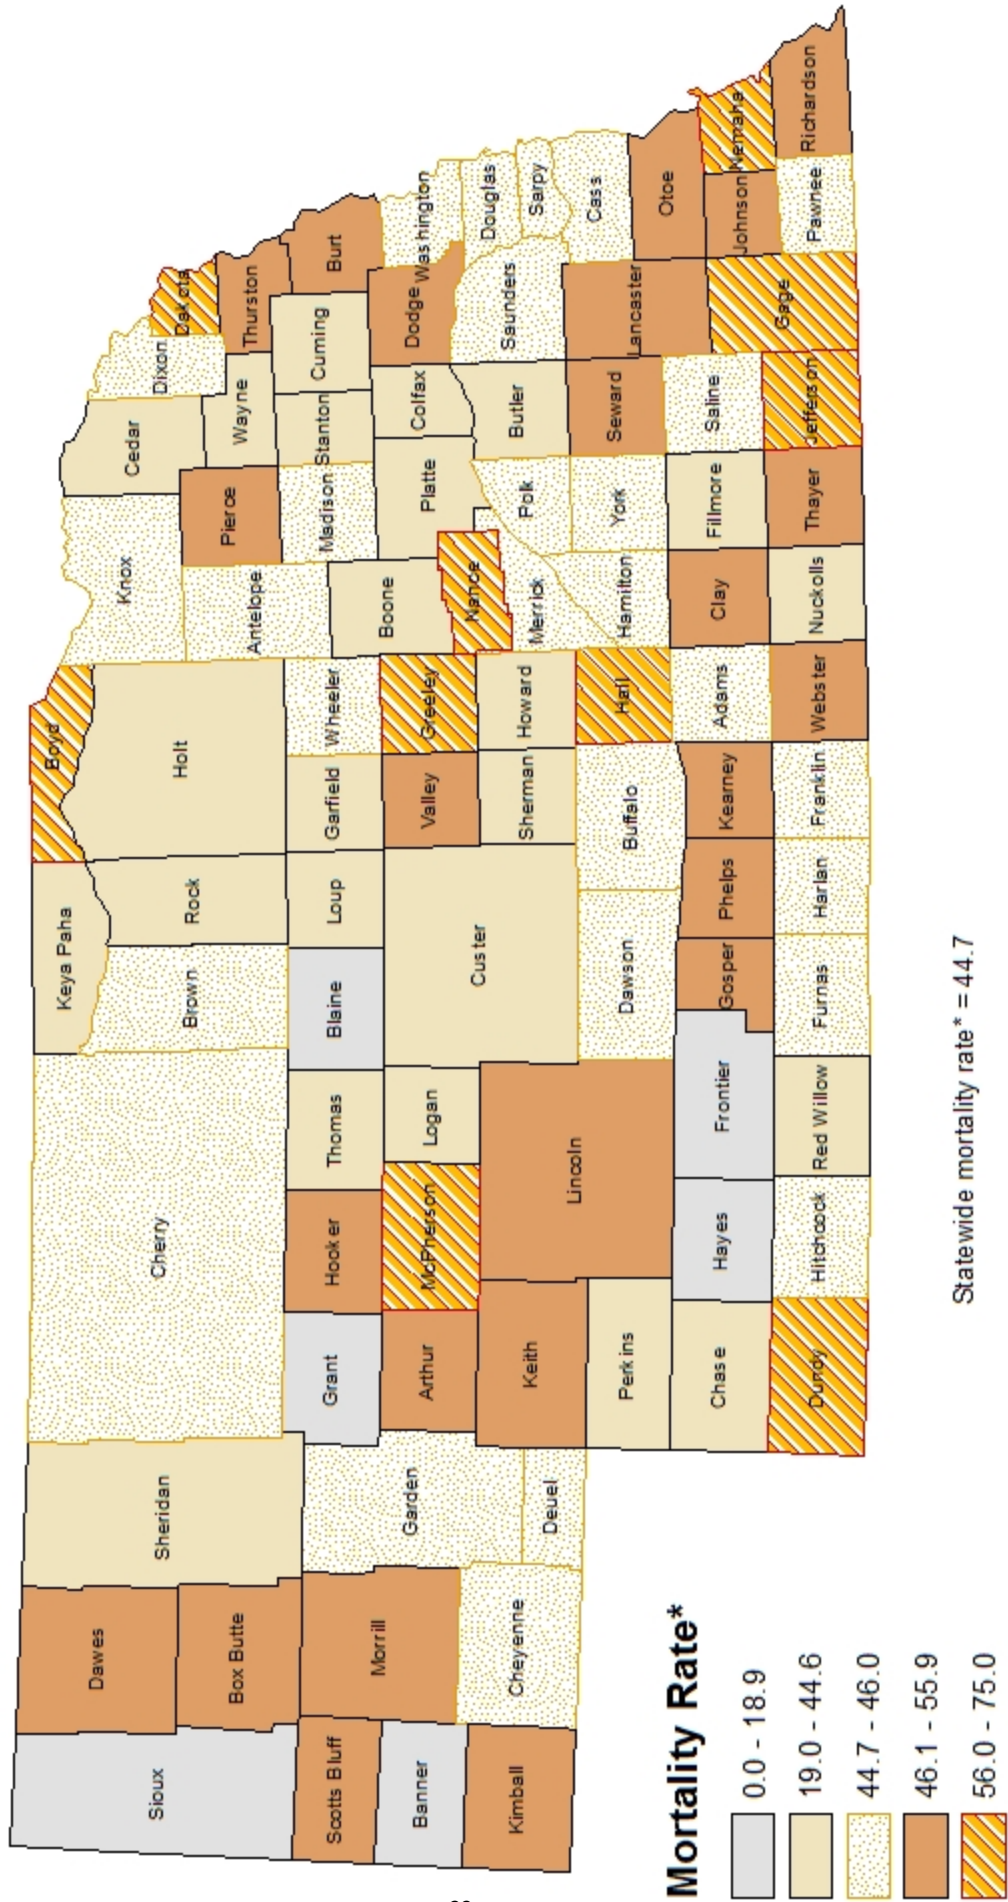 Sioux
Dawes
Box Butte
Scotts Bluff
Banner
Kimball
Morrill
Cheyenne
Sheridan
Garden
Deuel
Cherry
Grant
Hooker
Thomas
Blaine
Arthur
McPherson
Logan
Keith
Lincoln
Perkins
Chase
Hayes
Frontier
Dundy
Hitchcock
Red Willow
Keya Paha
Brown
Rock
Boyd
Holt
Loup
Garfield
Wheeler
Custer
Valley
Greeley
Sherman
Howard
Dawson
Buffalo
Hall
Gosper
Phelps
Kearney
Adams
Furnas
Harlan
Franklin
Webster
Knox
Antelope
Pierce
Cedar
Dixon
Dakota
Wayne
Thurston
Boone
Madison
Stanton
Cuming
Burt
Nance
Platte
Colfax
Dodge
Washington
Merrick
Polk
Butler
Saunders
Douglas
Sarpy
Hamilton
York
Seward
Lancaster
Cass
Otoe
Clay
Fillmore
Saline
Gage
Johnson
Nemaha
Nuckolls
Thayer
Jefferson
Pawnee
Richardson
Mortality Rate*
0.0 - 18.9
19.0 - 44.6
44.7 - 46.0
46.1 - 55.9
56.0 - 75.0
Statewide mortality rate* = 44.7